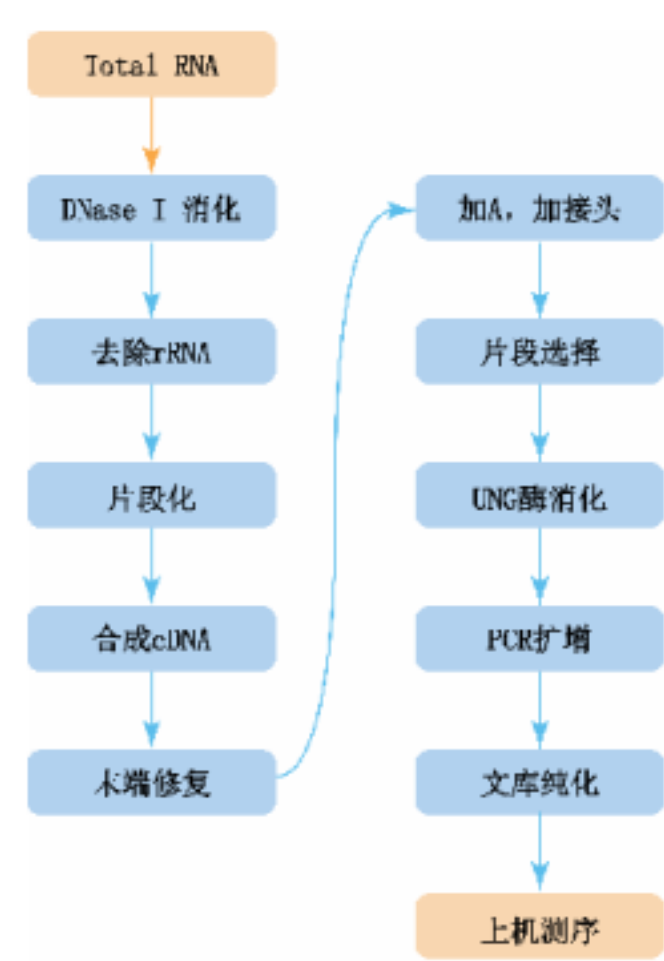 Total RNA
DNase I 消化
去除rRNA
片段化
合成cDNA
末端修复
加A，加接头
片段选择
UNG酶消化
PCR扩增
文库纯化
上机测序